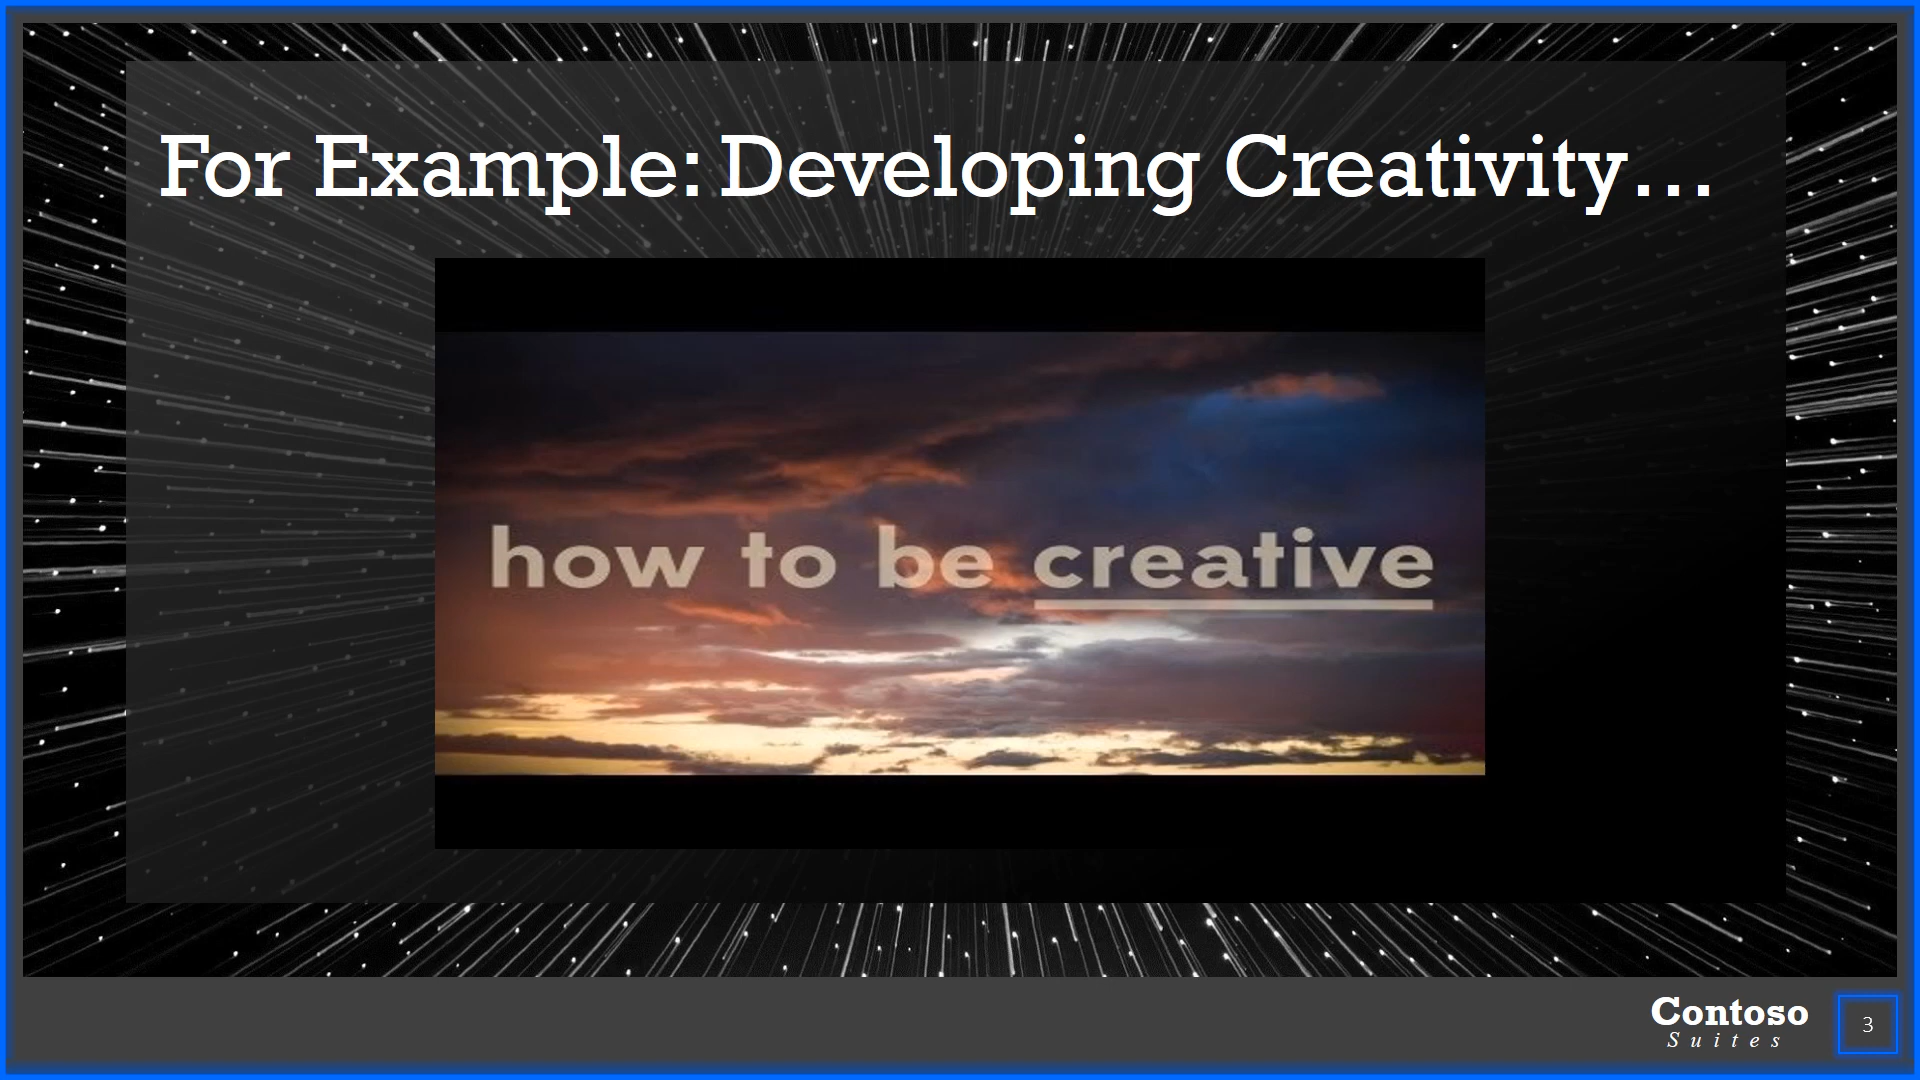 For Example: Developing Creativity…
how to be creative
Contoso
Suites
3